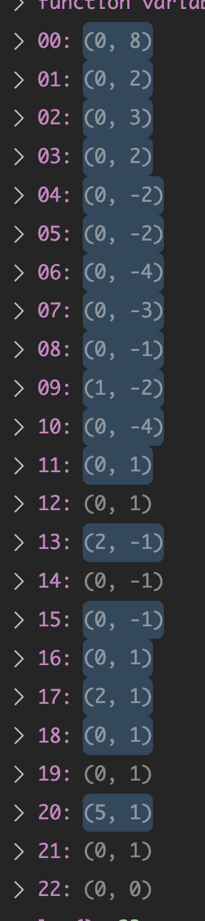 function variab
00: (0, 8)
01: (0, 2)
02: (0, 3)
03: (0, 2)
04: (0, -2)
05: (0, -2)
06: (0, -4)
07: (0, -3)
08: (0, -1)
09: (1, -2)
10: (0, -4)
11: (0, 1)
12: (0, 1)
13: (2, -1)
14: (0, -1)
15: (0, -1)
16: (0, 1)
17: (2, 1)
18: (0, 1)
19: (0, 1)
20: (5, 1)
21: (0, 1)
22: (0, 0)